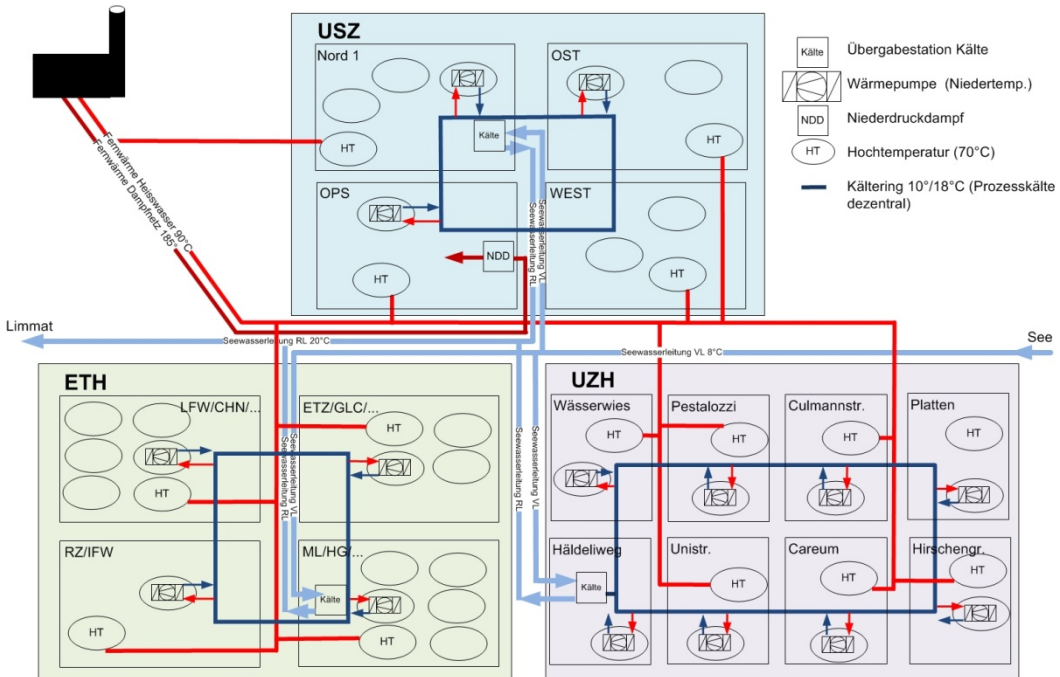 USZ
Nord 1
OST
Kälte
HT
HT
OPS
WEST
NDD
HT
HT
Seewasserleitung RL
Seewasserleitung VL
Kälte
Übergabestation Kälte
Wärmepumpe (Niedertemp.)
NDD
Niederdruckdampf
HT
Hochtemperatur (70°C)
Kältering 10°/18°C (Prozesskälte
dezentral)
Fernwärme Heisswasser 90°C
Fernwärme Dampfnetz 185°
Limmat
Seewasserleitung RL 20°C
Seewasserleitung VL 8°C
See
ETH
LFW/CHN/...
ETZ/GLC/...
HT
HT
Seewasserleitung RL
Seewasserleitung VL
RZ/IFW
ML/HG/...
Kälte
HT
HT
Seewasserleitung RL
Seewasserleitung VL
UZH
Wässerwies
Pestalozzi
Culmannstr.
Platten
HT
HT
HT
HT
Häldeliweg
Unistr.
Careum
Hirschengr.
Kälte
HT
HT
HT